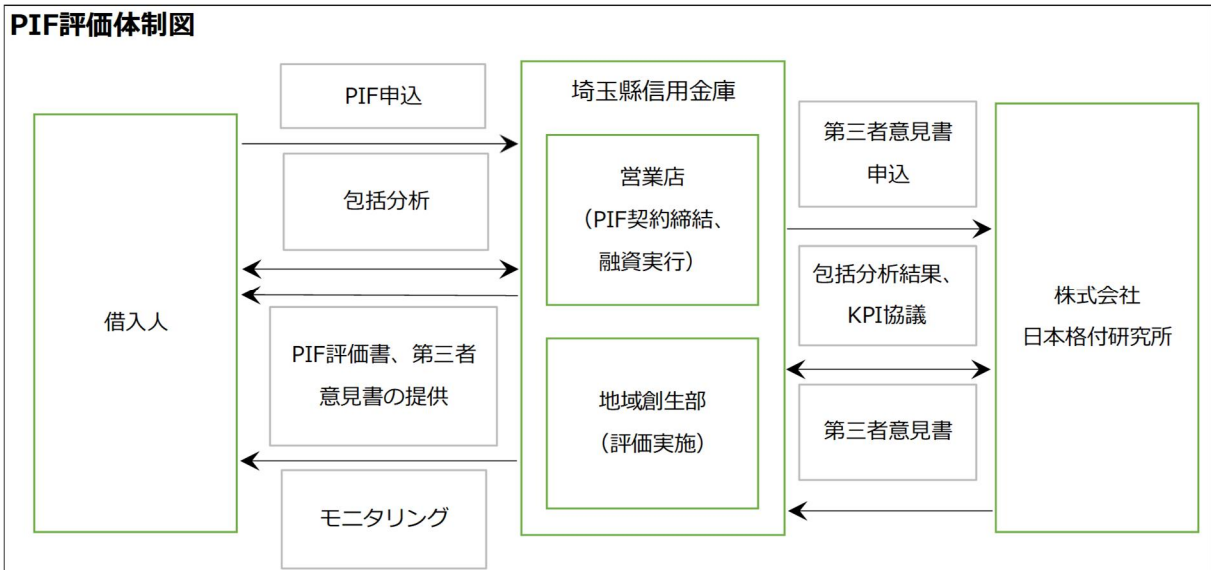 PIF評価体制図
借入人
PIF申込
包括分析
PIF評価書、第三者
意見書の提供
モニタリング
埼玉縣信用金庫
営業店
（PIF契約締結、
融資実行）
地域創生部
（評価実施）
第三者意見書
申込
包括分析結果、
KPI協議
第三者意見書
株式会社
日本格付研究所